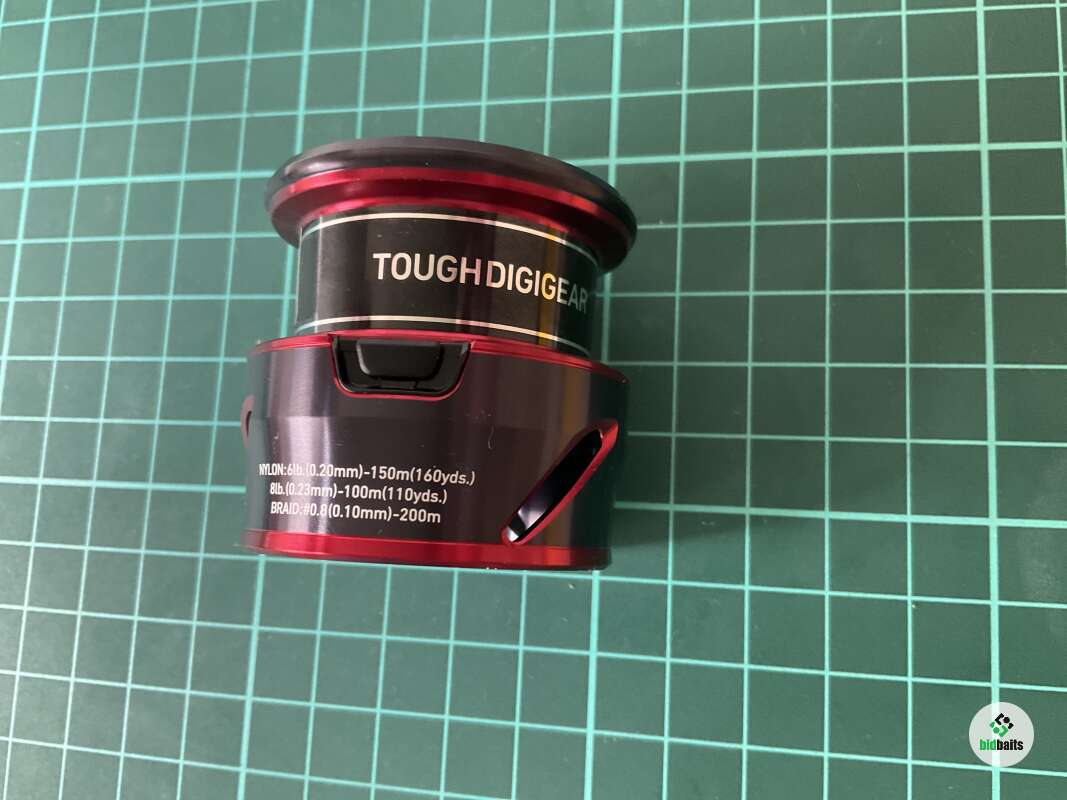 TOUGH DIGIGEAR
NYLON:6lb.(0.20mm)-150m(160yds.)
8lb.(0.23mm)-100m(110yds.)
BRAID:#0.8(0.10mm)-200m
bidbaits